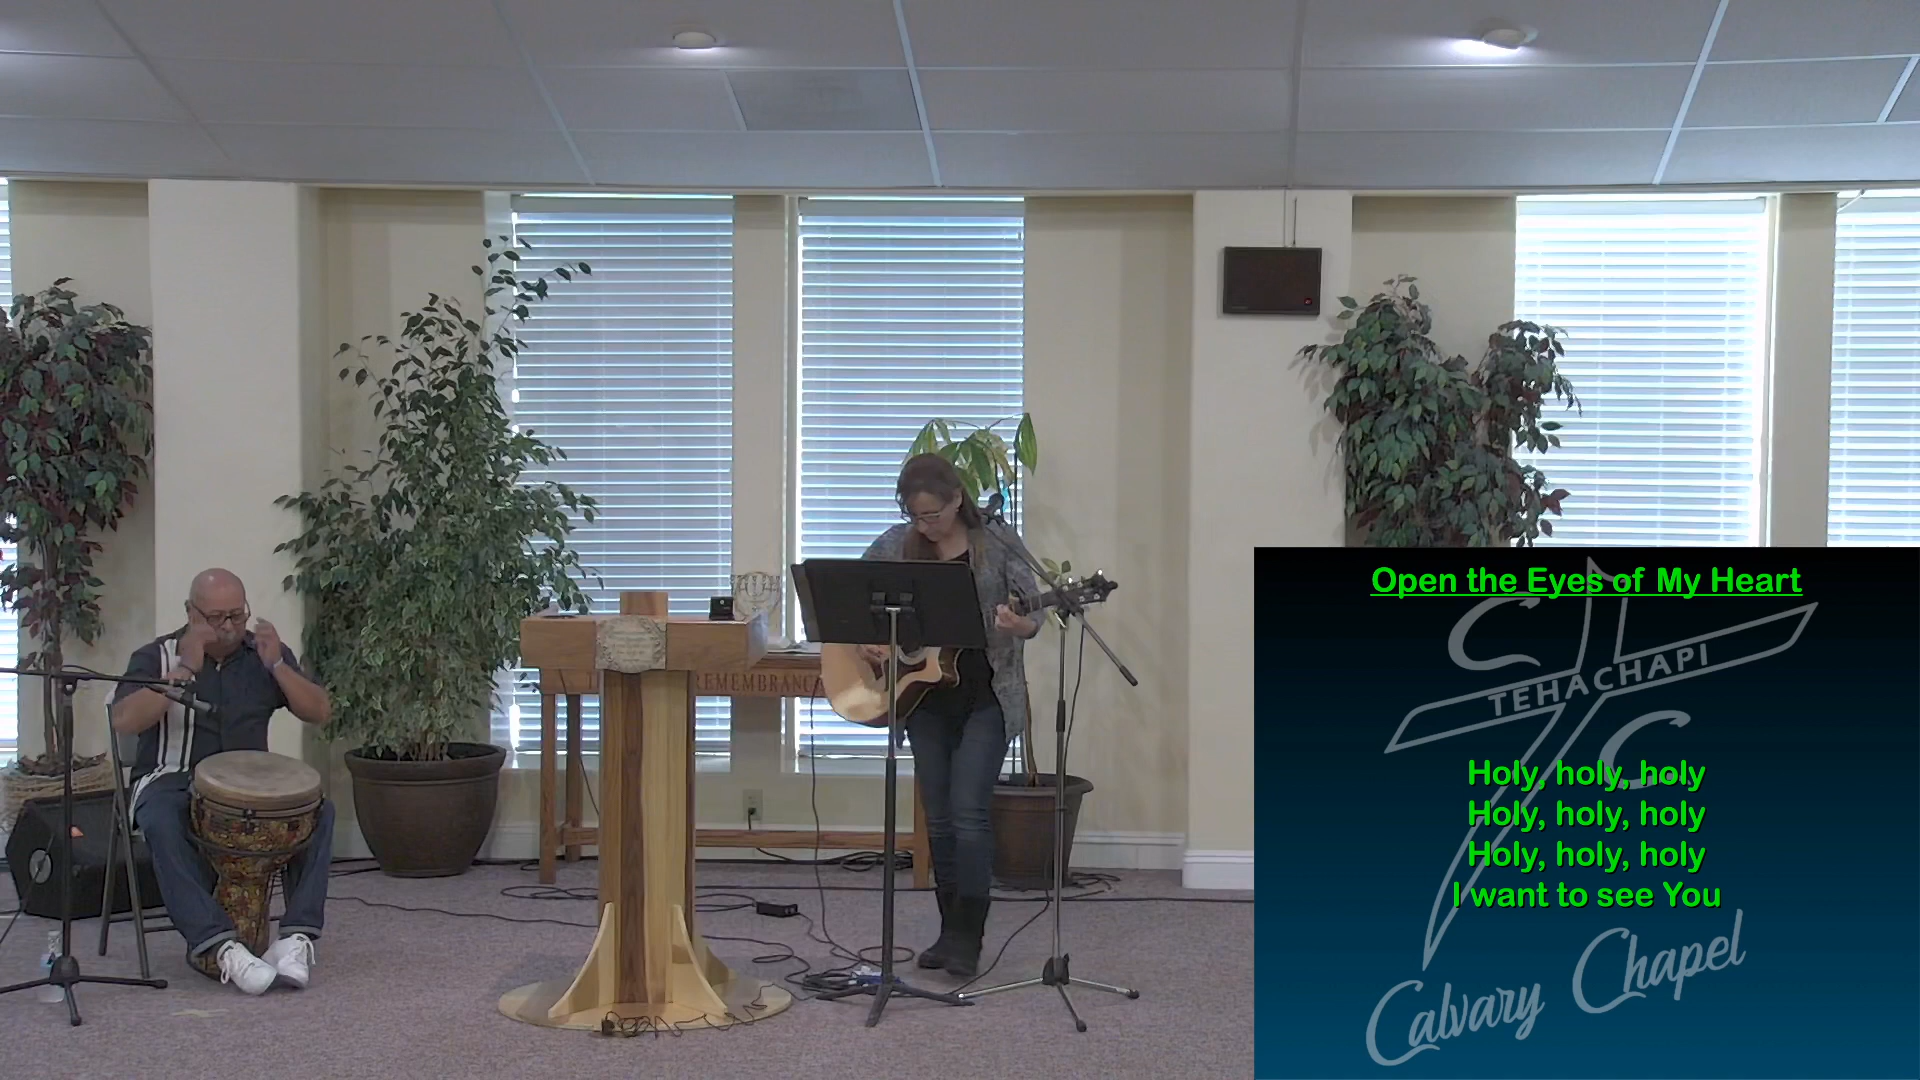 REMEMBRANC
Open the Eyes of My Heart
C
TEHACHAPI
C
Holy, holy, holy
Holy, holy, holy
Holy, holy, holy
I want to see You
Calvary Chapel